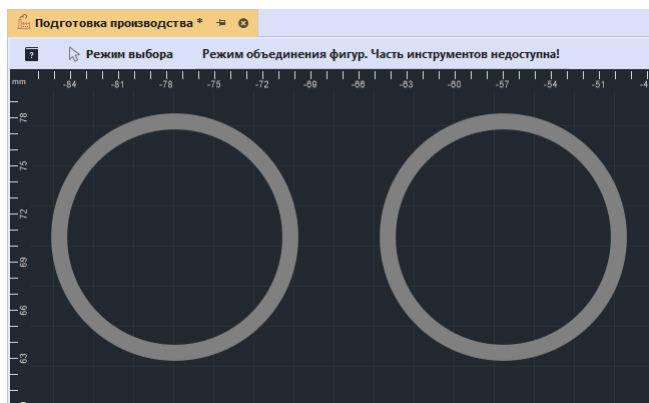 Подготовка производства *
? Режим выбора Режим объединения фигур. Часть инструментов недоступна!
mm -84 -81 -78 -75 -72 -69 -66 -63 -60 -57 -54 -51
78
75
72
69
66
63